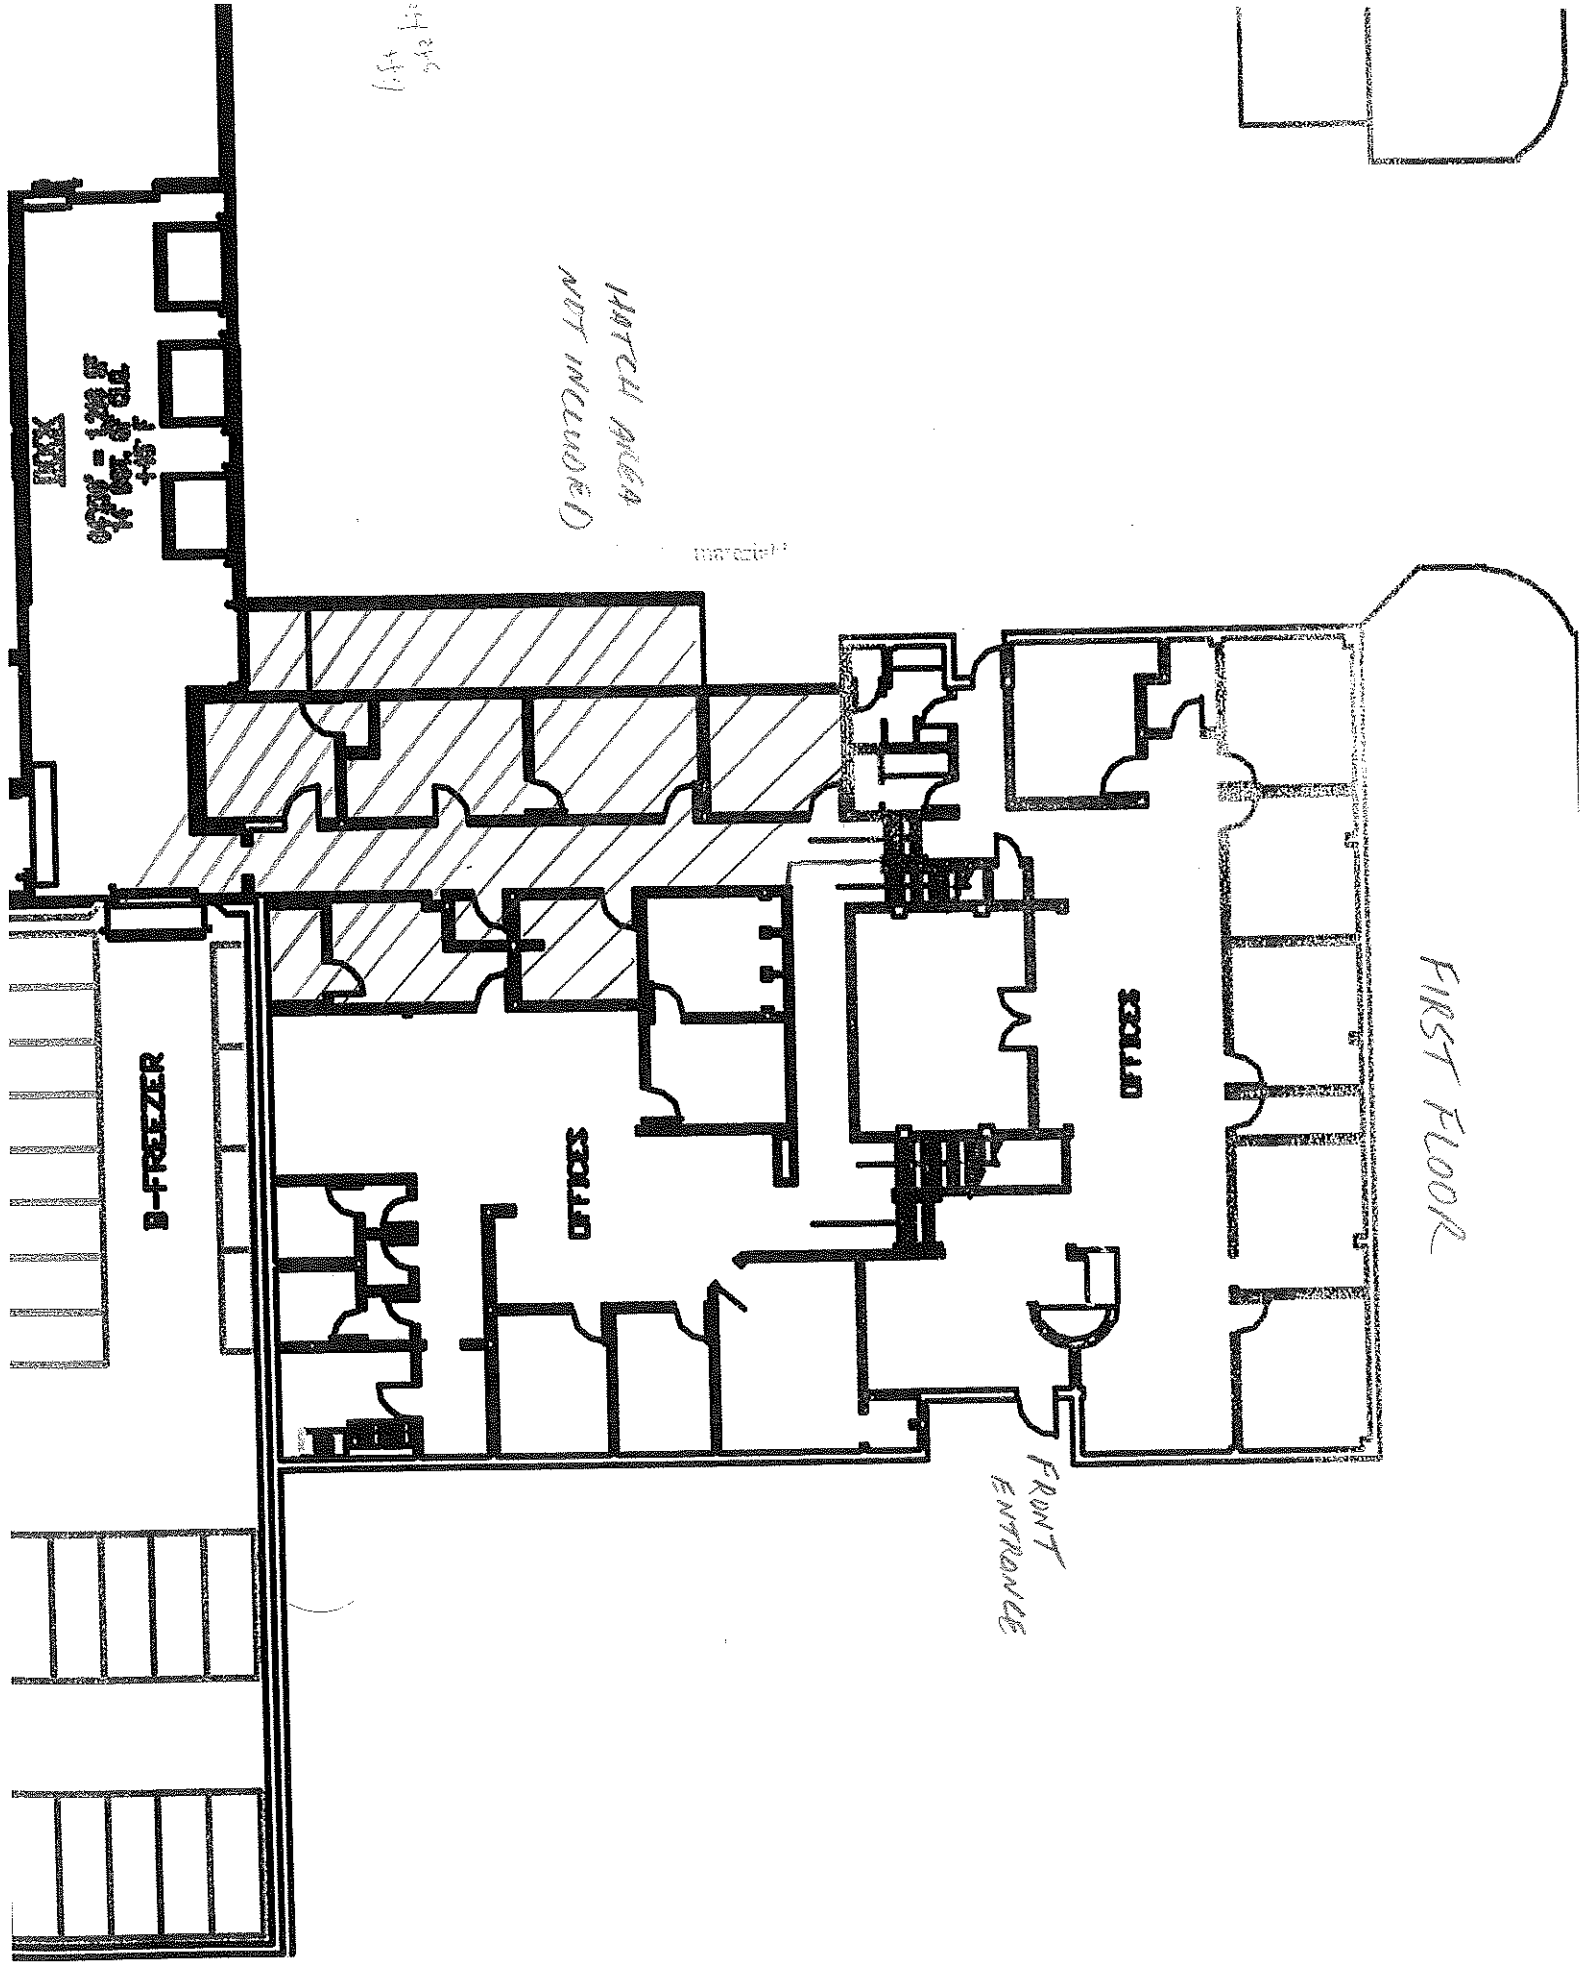 FIRST FLOOR
OFFICES
HATCH AREA
NOT INCLUDED
FRONT
ENTRANCE
OFFICES
B-FREEZER